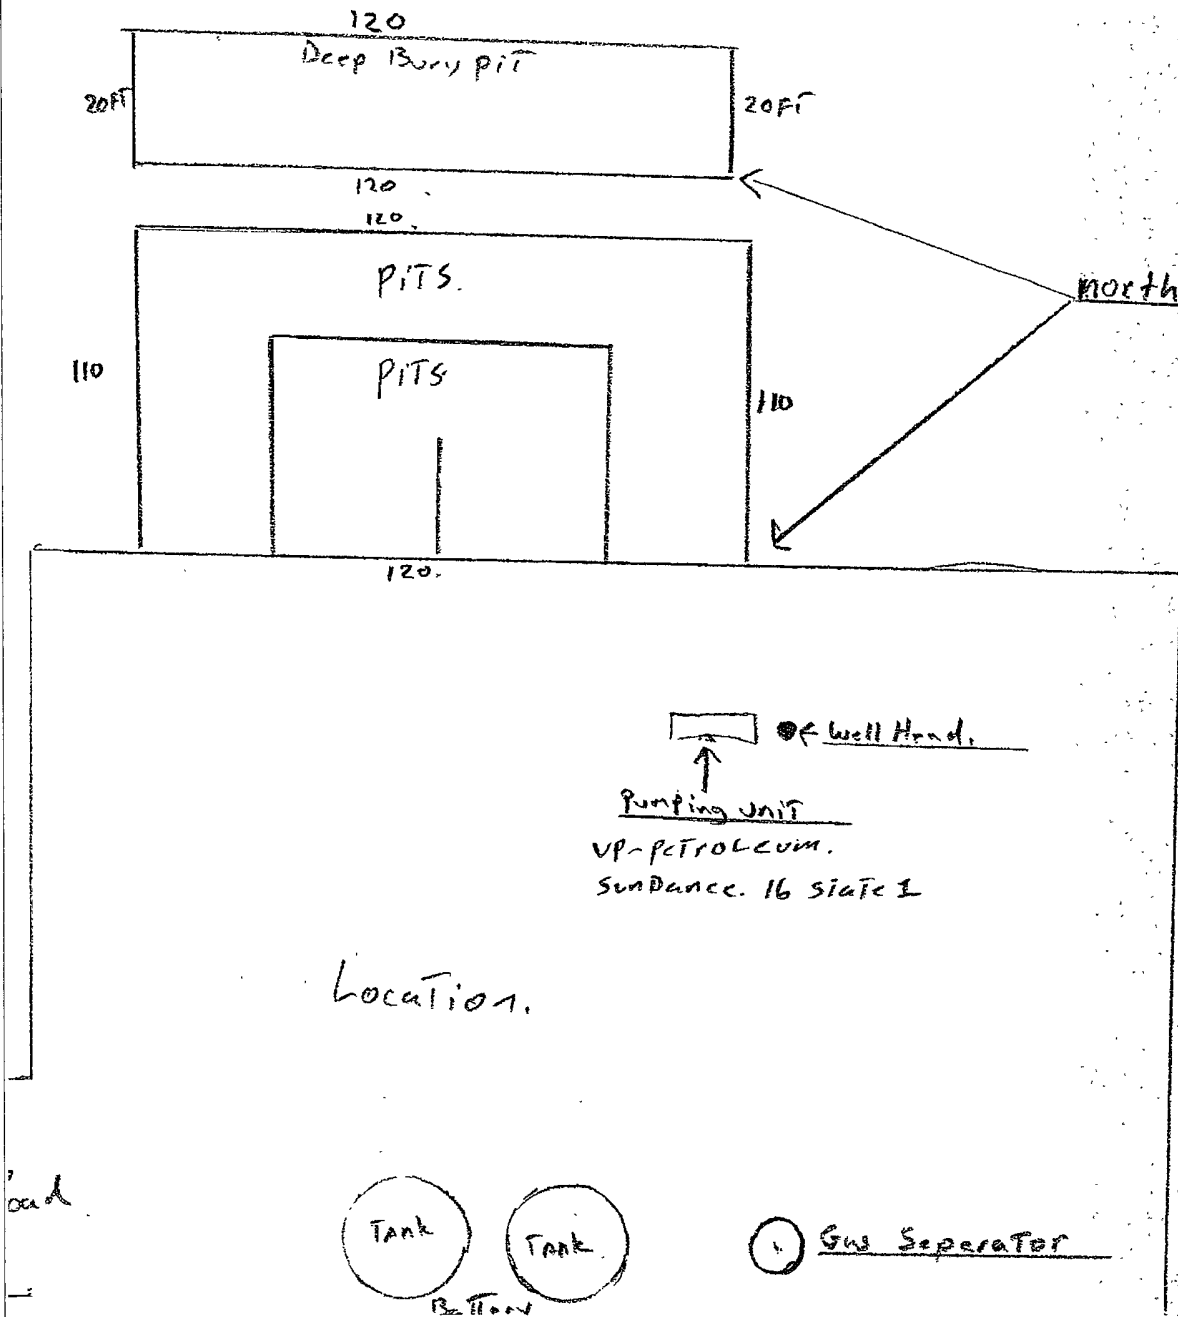 120
Deep Bury piT
20FT
20FT
120.
120.
PiTS.
north
PiTS
110
110
120.
Well Head.
Pumping UniT
VP-peTroLeum.
SunDance. 16 State 1
LocaTion.
oad
Tank
Tank
Gas SeperaTor